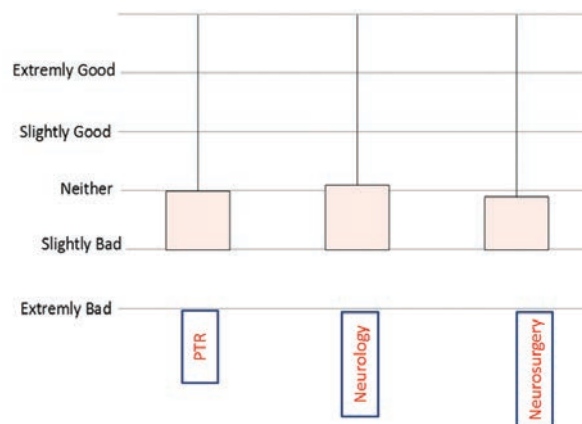 Extremly Good
Slightly Good
Neither
Slightly Bad
Extremly Bad
PTR
Neurology
Neurosurgery